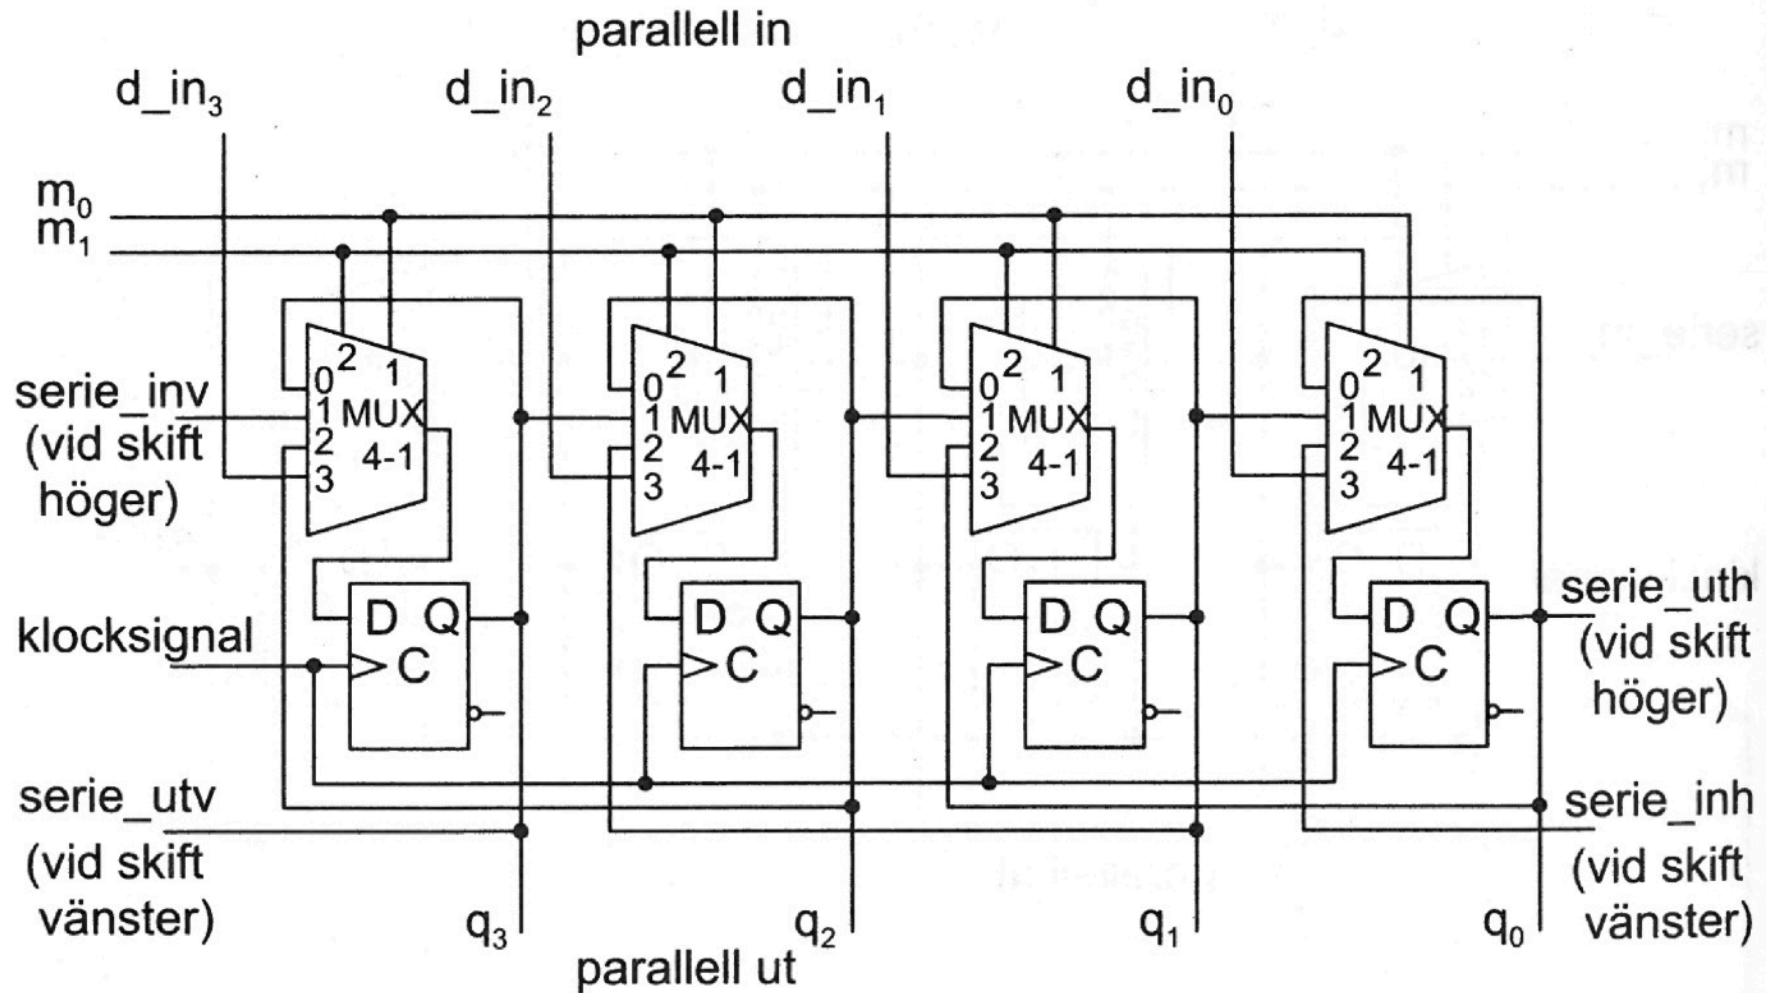 parallell in
d_in₃ d_in₂ d_in₁ d_in₀
m₀
m₁
2 1 2 1 2 1 2 1
0 0 0 0
serie_inv 1 MUX 1 MUX 1 MUX 1 MUX
(vid skift 2 4-1 2 4-1 2 4-1 2 4-1
höger) 3 3 3 3
D Q D Q D Q D Q serie_uth
klocksignal C C C C (vid skift
höger)
serie_utv serie_inh
(vid skift (vid skift
vänster) q₃ q₂ q₁ q₀ vänster)
parallell ut